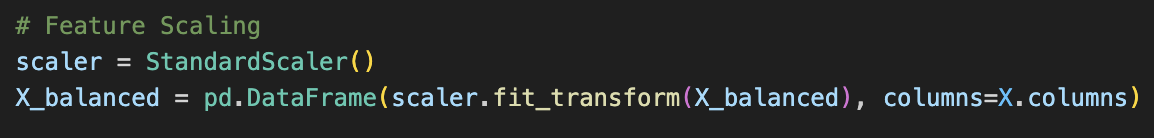 # Feature Scaling
scaler = StandardScaler()
X_balanced = pd.DataFrame(scaler.fit_transform(X_balanced), columns=X.columns)